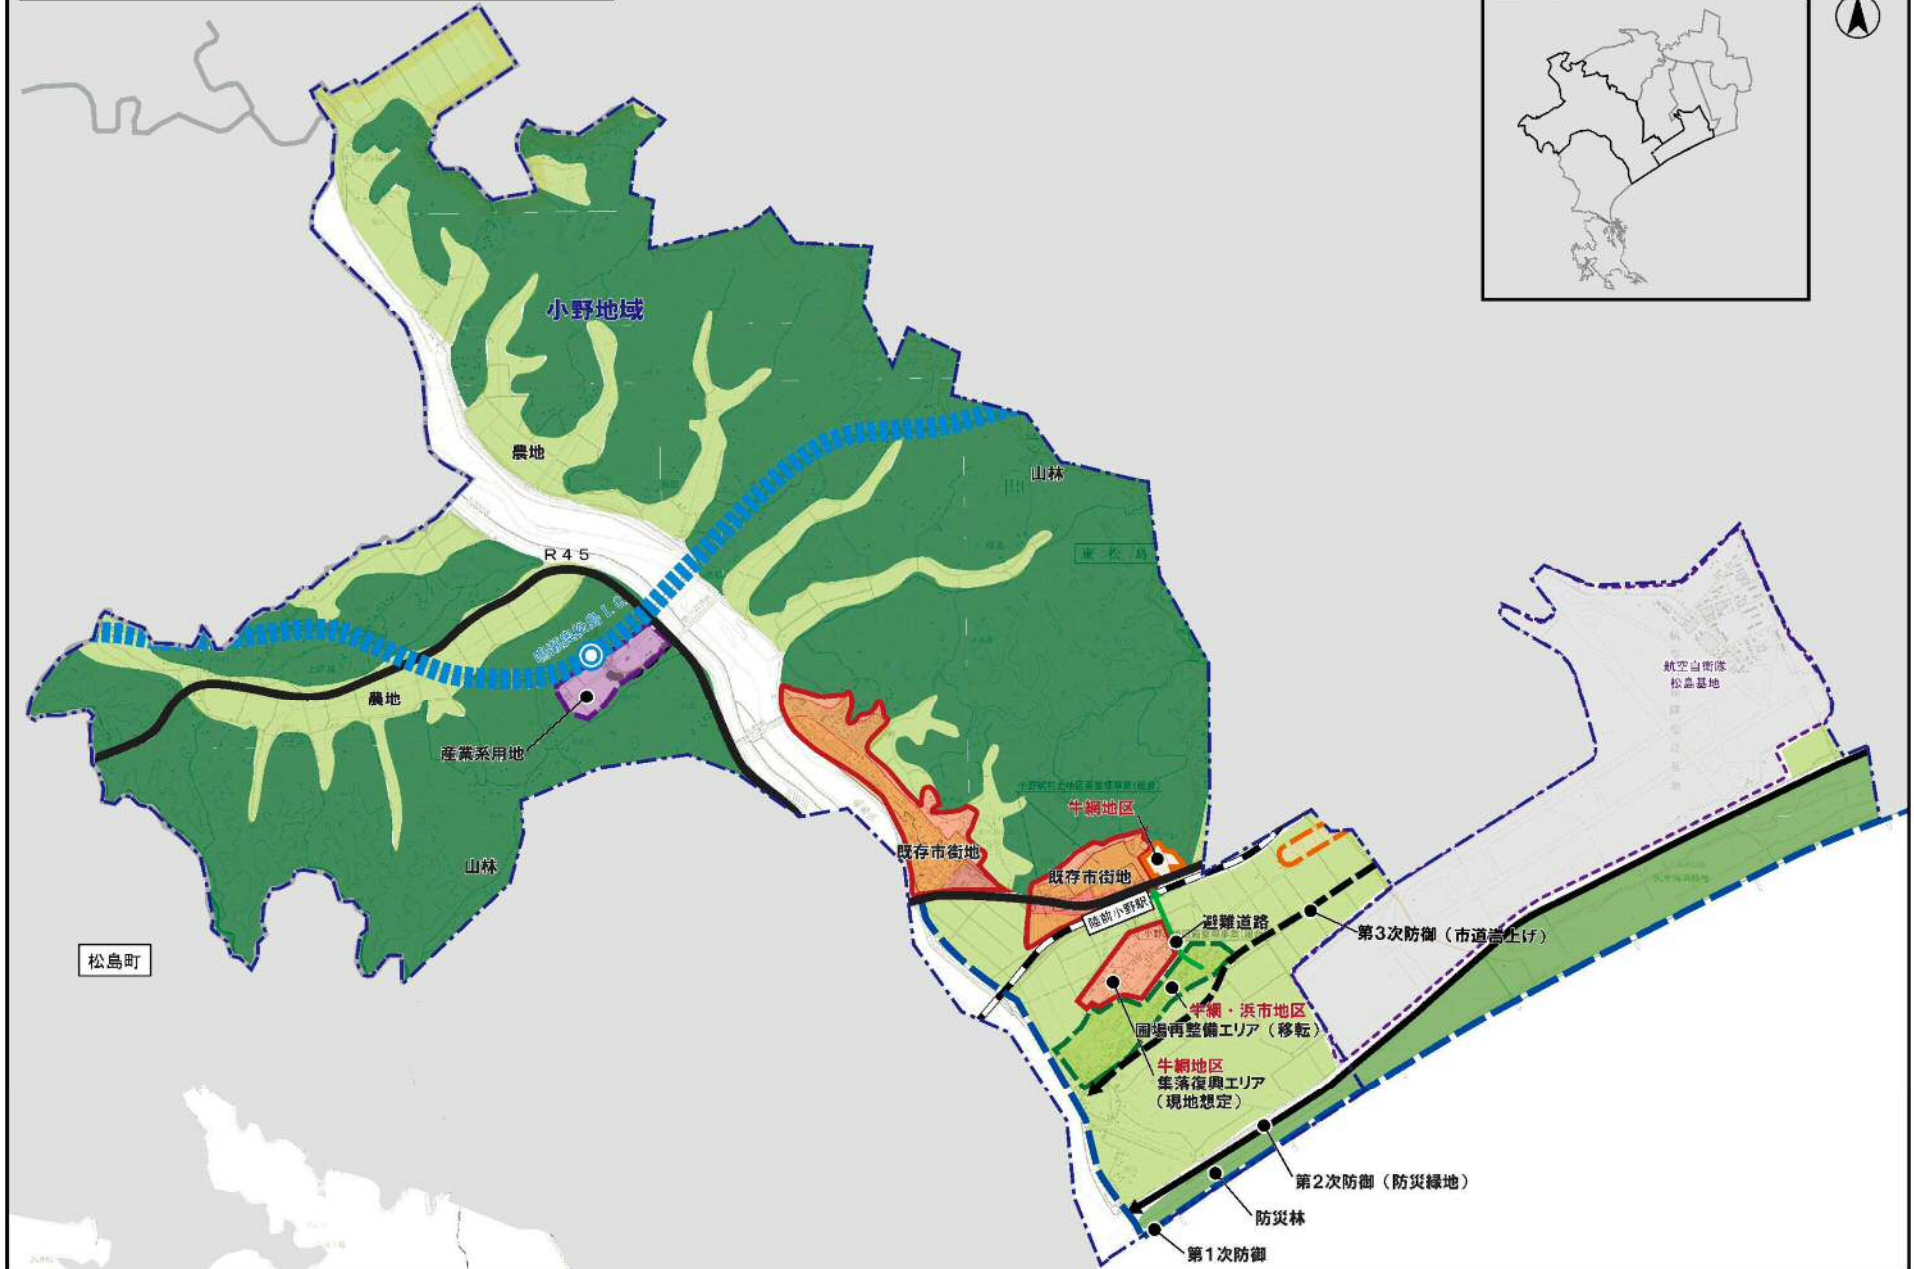 小野地域
農地
山林
R45
東松島
鳴瀬奥松島I.C.
航空自衛隊
松島基地
農地
産業系用地
牛網地区
既存市街地
山林
既存市街地
陸前小野駅
避難道路
第3次防御（市道嵩上げ）
松島町
牛網・浜市地区
圃場再整備エリア（移転）
牛網地区
集落復興エリア
（現地想定）
第2次防御（防災緑地）
防災林
第1次防御